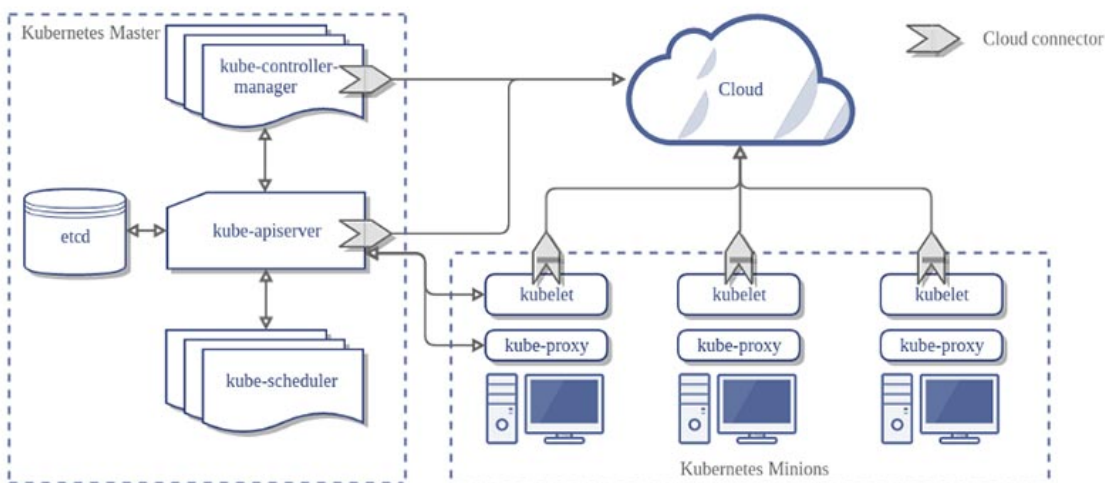 Kubernetes Master
kube-controller-
manager
Cloud connector
Cloud
etcd
kube-apiserver
kubelet
kubelet
kubelet
kube-proxy
kube-proxy
kube-proxy
kube-scheduler
Kubernetes Minions